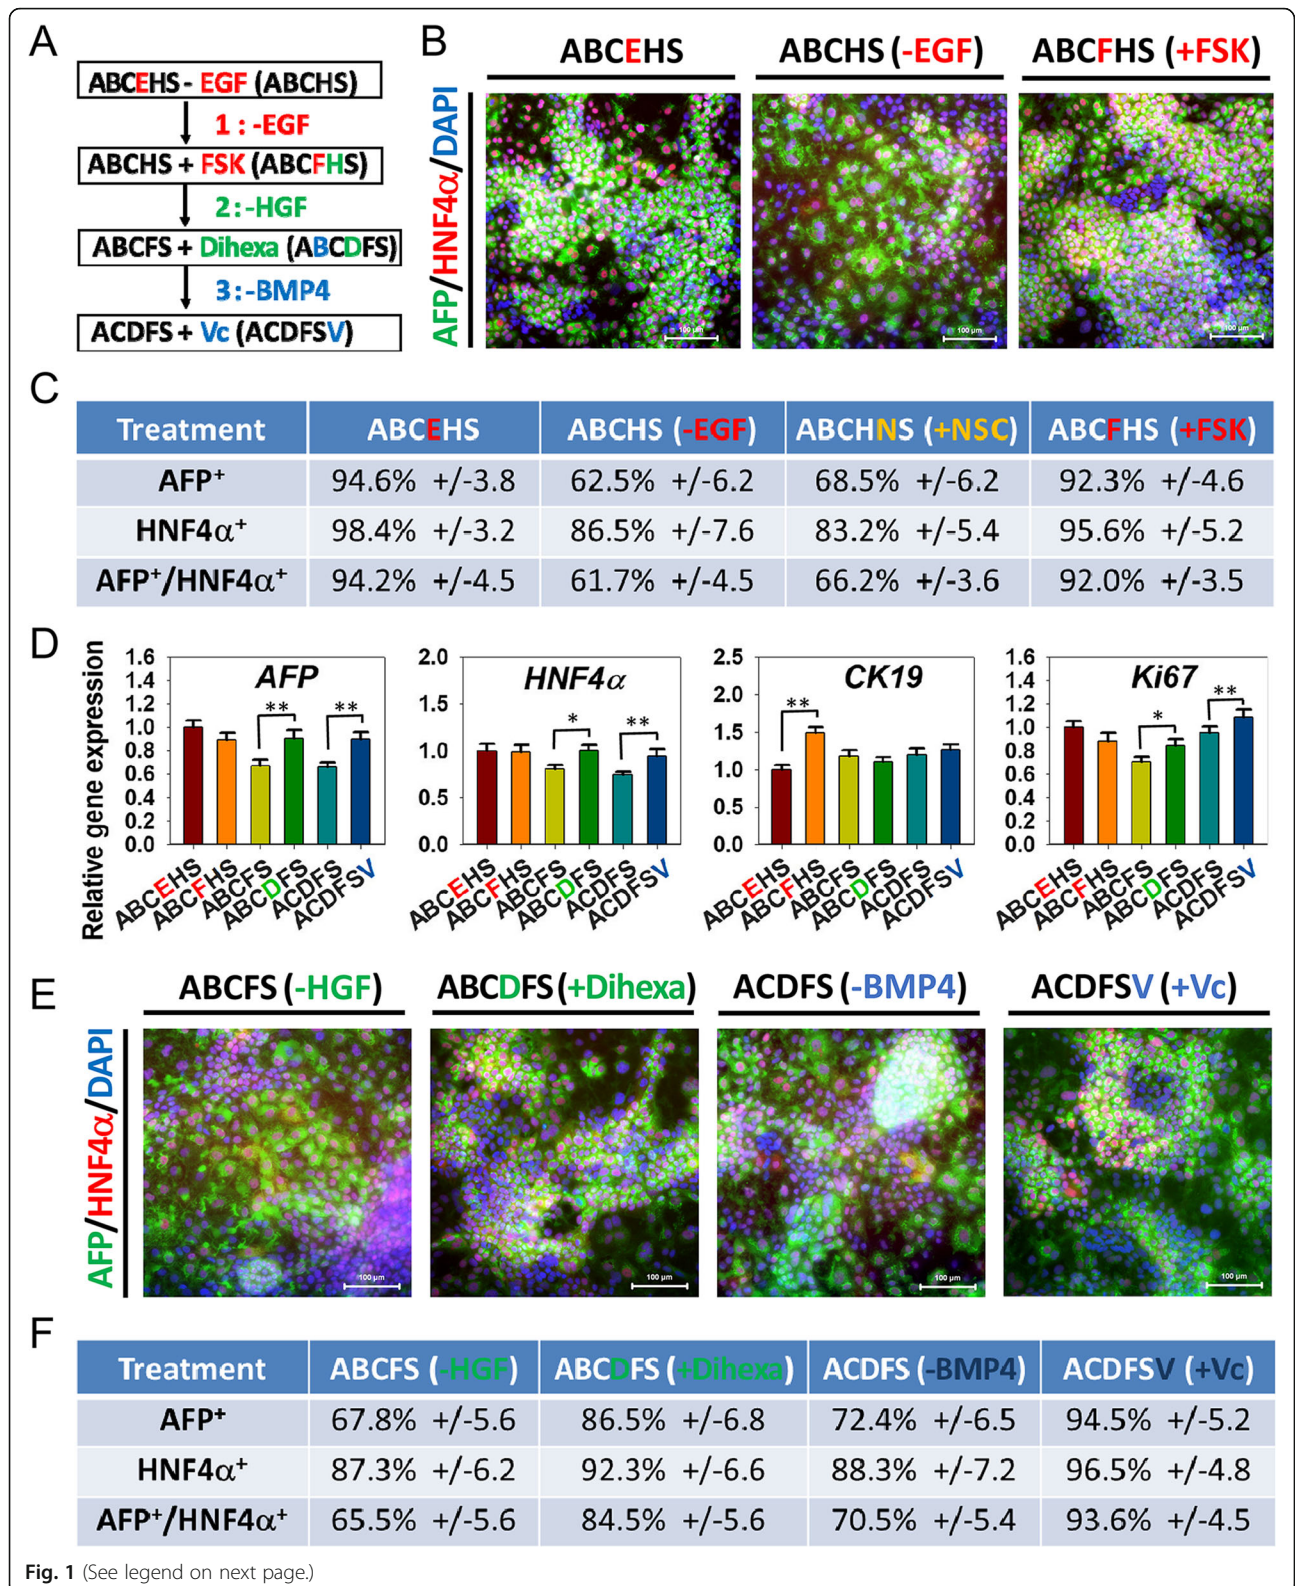 A
ABCEHS - EGF (ABCHS)
1 : -EGF
ABCHS + FSK (ABCFHS)
2 : -HGF
ABCFS + Dihexa (ABCDFS)
3 : -BMP4
ACDFS + Vc (ACDFSV)
B
ABCEHS ABCHS (-EGF) ABCFHS (+FSK)
AFP/HNF4α/DAPI
100 μm 100 μm 100 μm
C
Treatment ABCEHS ABCHS (-EGF) ABCHNS (+NSC) ABCFHS (+FSK)
AFP⁺ 94.6% +/-3.8 62.5% +/-6.2 68.5% +/-6.2 92.3% +/-4.6
HNF4α⁺ 98.4% +/-3.2 86.5% +/-7.6 83.2% +/-5.4 95.6% +/-5.2
AFP⁺/HNF4α⁺ 94.2% +/-4.5 61.7% +/-4.5 66.2% +/-3.6 92.0% +/-3.5
D
Relative gene expression
AFP
1.6
1.4
1.2
1.0
0.8
0.6
0.4
0.2
0.0
** **
ABCEHS ABCFHS ABCFS ABCDFS ACDFS ACDFSV
HNF4α
2.0
1.5
1.0
0.5
0.0
* **
ABCEHS ABCFHS ABCFS ABCDFS ACDFS ACDFSV
CK19
2.5
2.0
1.5
1.0
0.5
0.0
**
ABCEHS ABCFHS ABCFS ABCDFS ACDFS ACDFSV
Ki67
1.6
1.4
1.2
1.0
0.8
0.6
0.4
0.2
0.0
* **
ABCEHS ABCFHS ABCFS ABCDFS ACDFS ACDFSV
E
ABCFS (-HGF) ABCDFS (+Dihexa) ACDFS (-BMP4) ACDFSV (+Vc)
AFP/HNF4α/DAPI
100 μm 100 μm 100 μm 100 μm
F
Treatment ABCFS (-HGF) ABCDFS (+Dihexa) ACDFS (-BMP4) ACDFSV (+Vc)
AFP⁺ 67.8% +/-5.6 86.5% +/-6.8 72.4% +/-6.5 94.5% +/-5.2
HNF4α⁺ 87.3% +/-6.2 92.3% +/-6.6 88.3% +/-7.2 96.5% +/-4.8
AFP⁺/HNF4α⁺ 65.5% +/-5.6 84.5% +/-5.6 70.5% +/-5.4 93.6% +/-4.5
Fig. 1 (See legend on next page.)